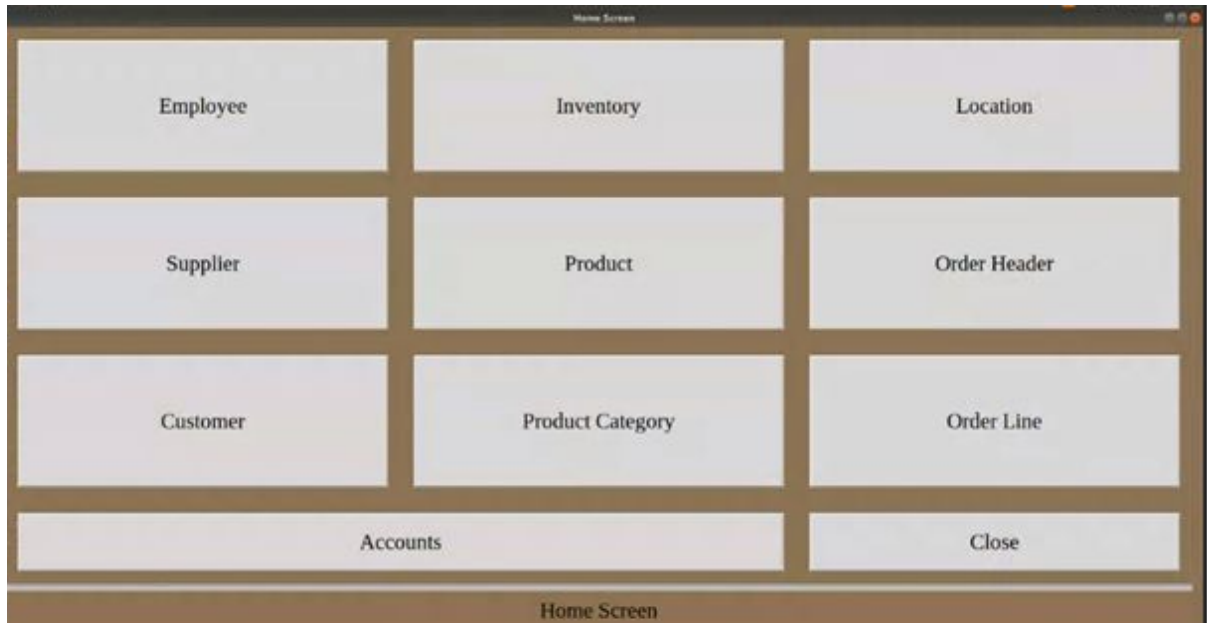 Home Screen
Employee Inventory Location
Supplier Product Order Header
Customer Product Category Order Line
Accounts Close
Home Screen